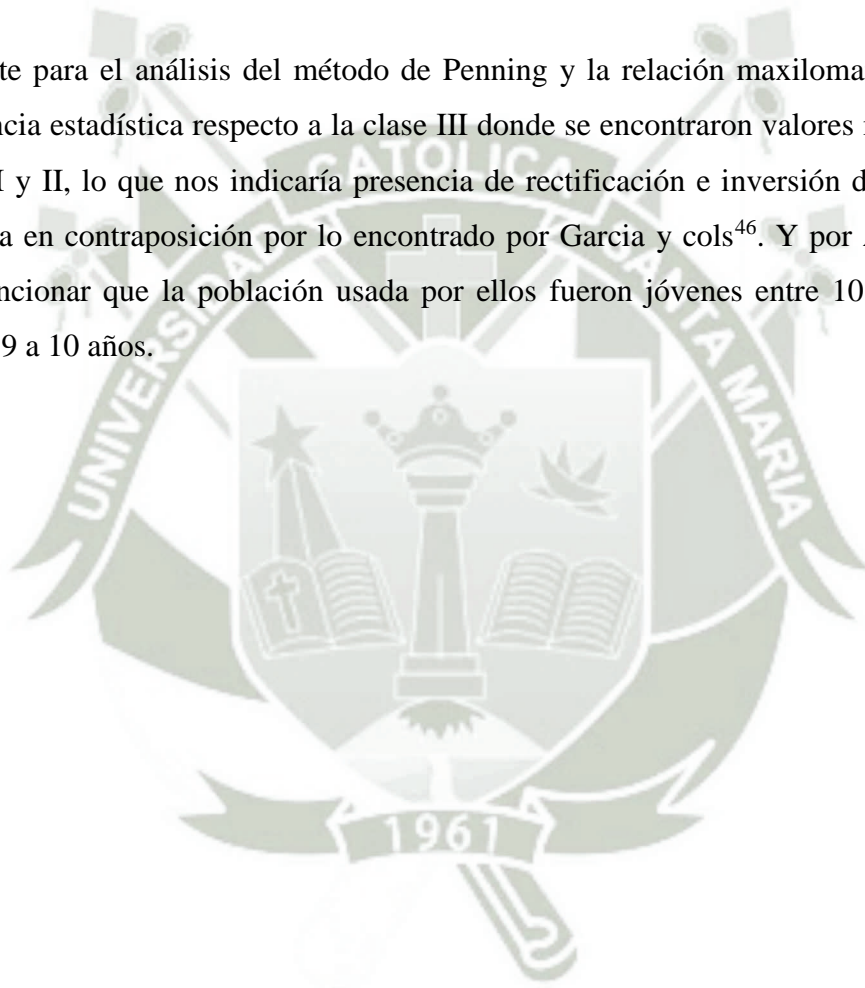 te para el análisis del método de Penning y la relación maxiloma
ncia estadística respecto a la clase III donde se encontraron valores
I y II, lo que nos indicaría presencia de rectificación e inversión d
a en contraposición por lo encontrado por Garcia y cols46. Y por
ncionar que la población usada por ellos fueron jóvenes entre 10
9 a 10 años.
UNIVERSIDAD CATOLICA SANTA MARIA
1961